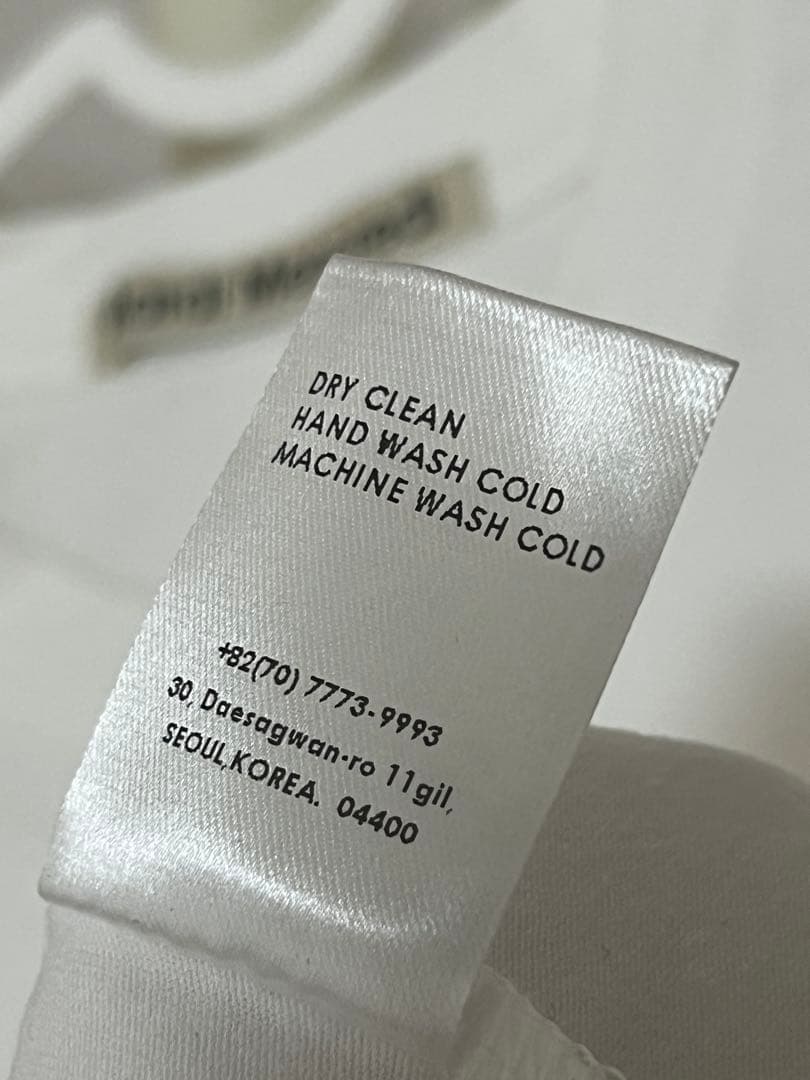 DRY CLEAN
HAND WASH COLD
MACHINE WASH COLD
+82(70) 7773-9993
30, Daesagwan-ro 11gil,
SEOUL,KOREA. 04400